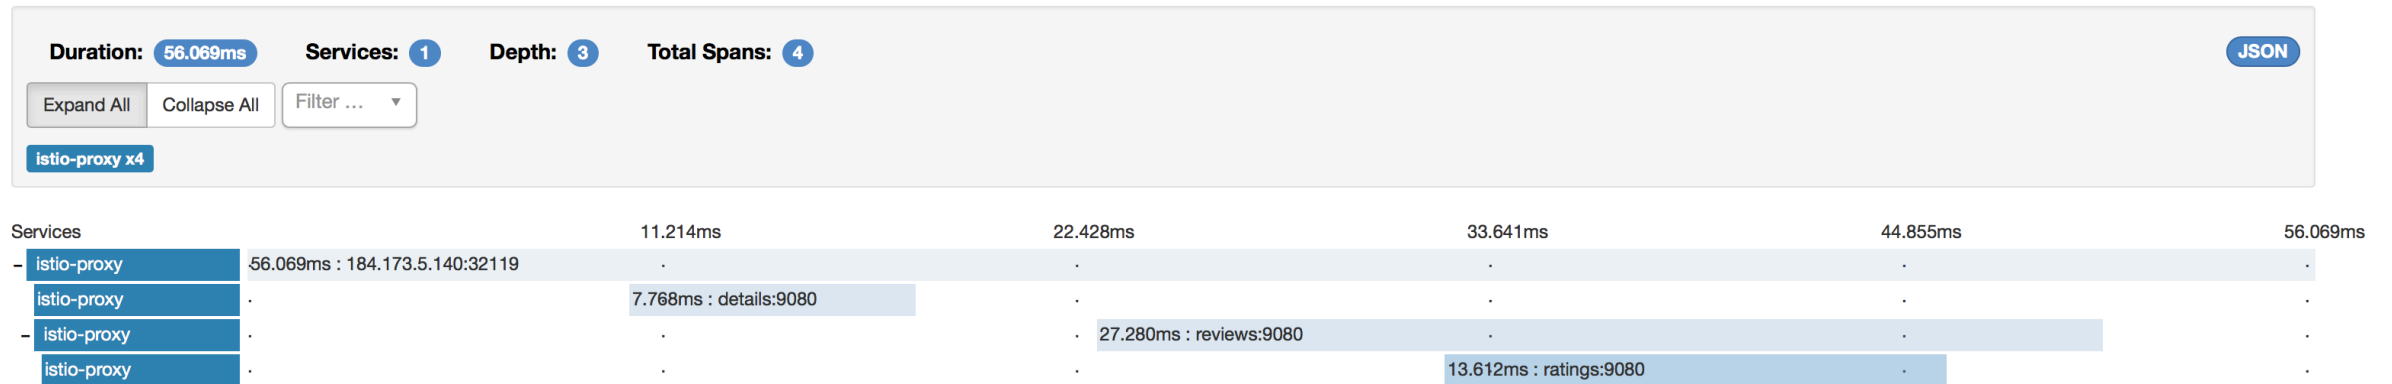 Duration: 56.069ms Services: 1 Depth: 3 Total Spans: 4 JSON
Expand All Collapse All Filter ...
istio-proxy x4
Services 11.214ms 22.428ms 33.641ms 44.855ms 56.069ms
- istio-proxy 56.069ms : 184.173.5.140:32119
istio-proxy 7.768ms : details:9080
- istio-proxy 27.280ms : reviews:9080
istio-proxy 13.612ms : ratings:9080